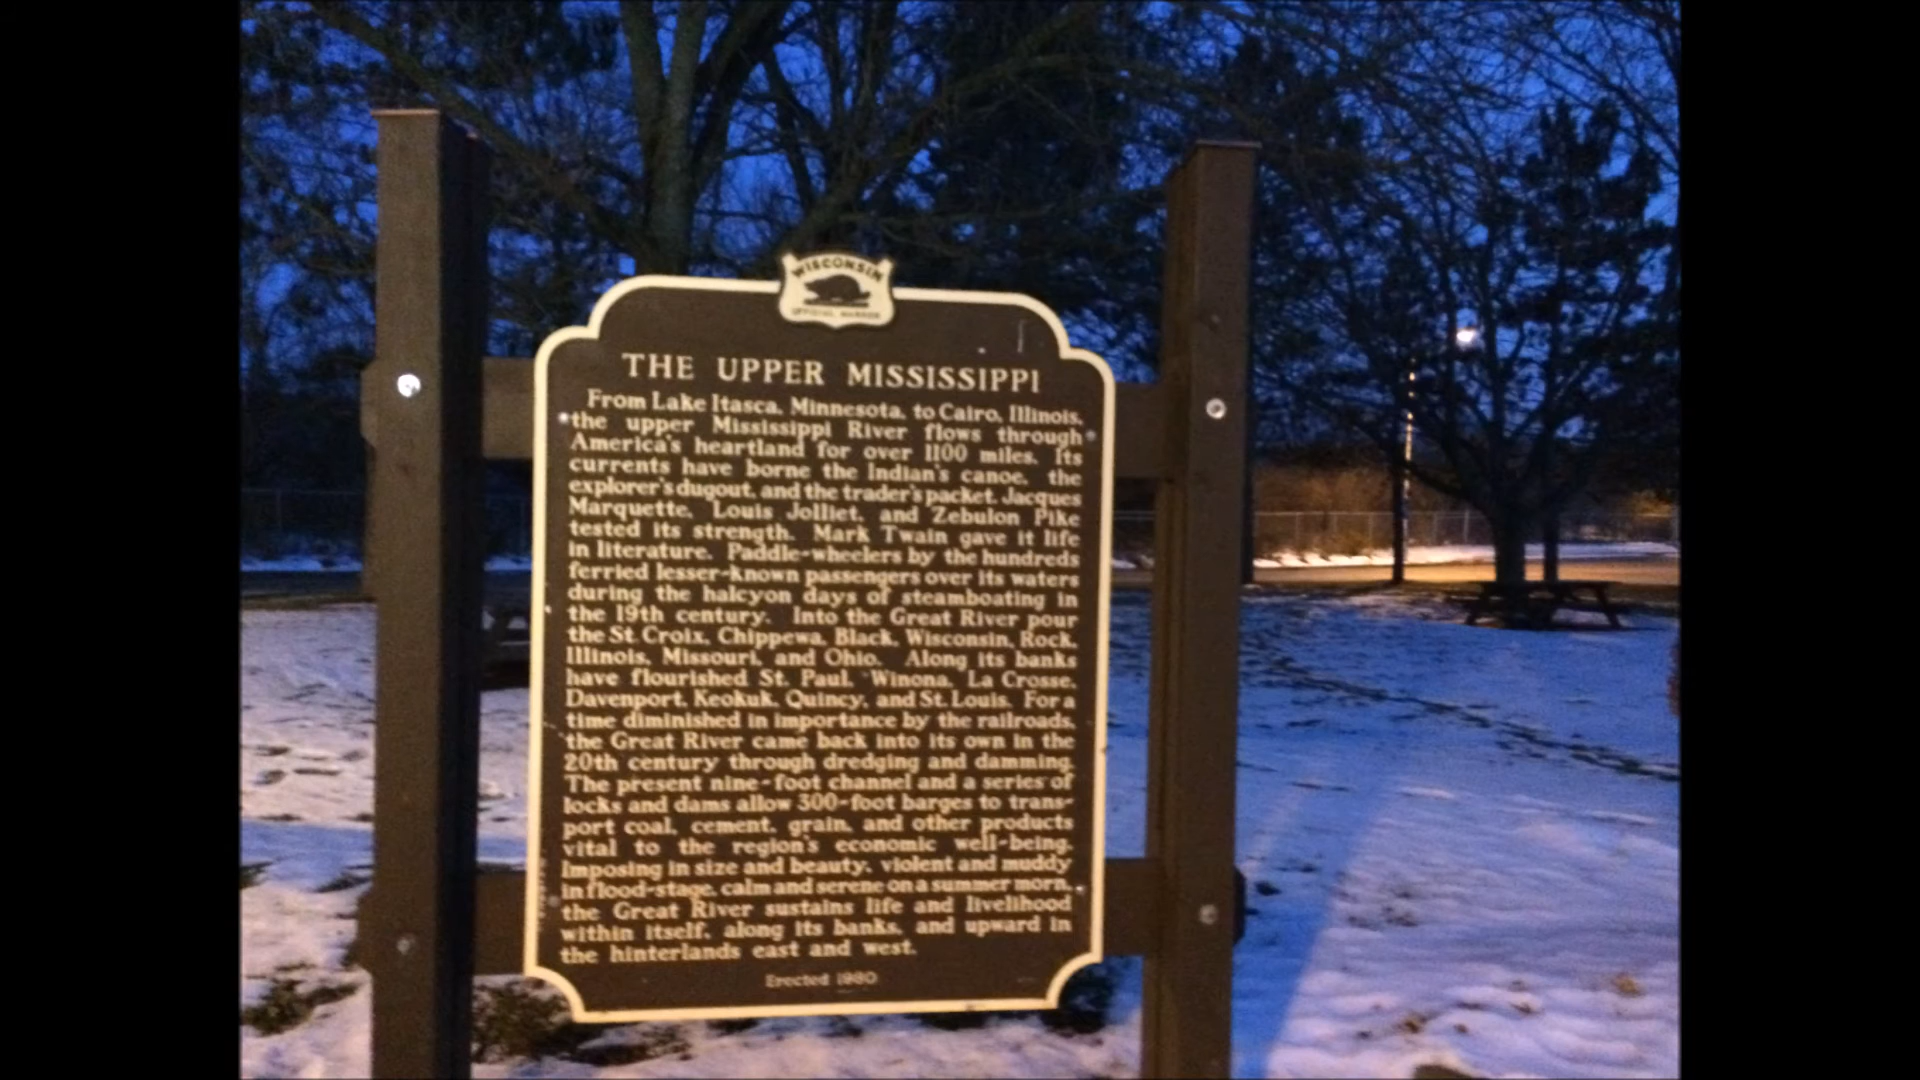 WISCONSIN
OFFICIAL MARKER
THE UPPER MISSISSIPPI
From Lake Itasca, Minnesota, to Cairo, Illinois,
the upper Mississippi River flows through
America's heartland for over 1100 miles. Its
currents have borne the Indian's canoe, the
explorer's dugout, and the trader's packet. Jacques
Marquette, Louis Jolliet, and Zebulon Pike
tested its strength. Mark Twain gave it life
in literature. Paddle-wheelers by the hundreds
ferried lesser-known passengers over its waters
during the halcyon days of steamboating in
the 19th century. Into the Great River pour
the St. Croix, Chippewa, Black, Wisconsin, Rock,
Illinois, Missouri, and Ohio. Along its banks
have flourished St. Paul, Winona, La Crosse,
Davenport, Keokuk, Quincy, and St. Louis. For a
time diminished in importance by the railroads,
the Great River came back into its own in the
20th century through dredging and damming.
The present nine-foot channel and a series of
locks and dams allow 300-foot barges to trans-
port coal, cement, grain, and other products
vital to the region's economic well-being.
Imposing in size and beauty, violent and muddy
in flood-stage, calm and serene on a summer morn,
the Great River sustains life and livelihood
within itself, along its banks, and upward in
the hinterlands east and west.
Erected 1980